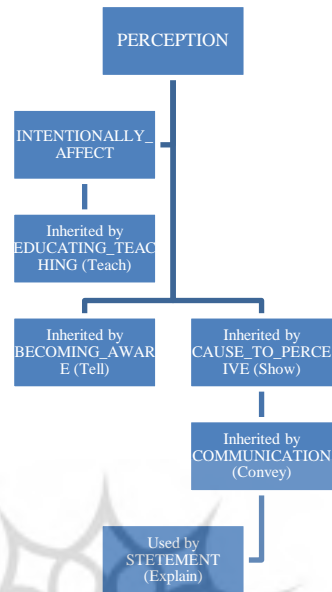 PERCEPTION
INTENTIONALLY_
AFFECT
Inherited by
EDUCATING_TEAC
HING (Teach)
Inherited by
BECOMING_AWAR
E (Tell)
Inherited by
CAUSE_TO_PERCE
IVE (Show)
Inherited by
COMMUNICATION
(Convey)
Used by
STETEMENT
(Explain)